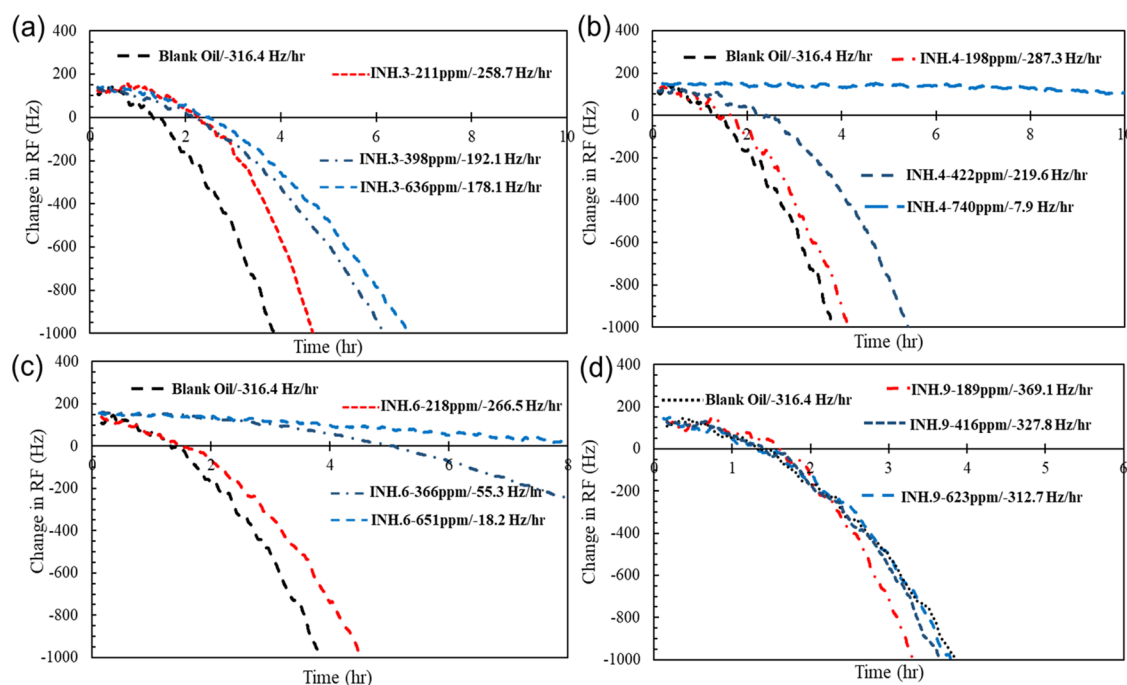 (a)
400
200
0
-200
-400
-600
-800
-1000
Change in RF (Hz)
0 2 4 6 8 10
Time (hr)
Blank Oil/-316.4 Hz/hr
INH.3-211ppm/-258.7 Hz/hr
INH.3-398ppm/-192.1 Hz/hr
INH.3-636ppm/-178.1 Hz/hr
(b)
400
200
0
-200
-400
-600
-800
-1000
Change in RF (Hz)
0 2 4 6 8 10
Time (hr)
Blank Oil/-316.4 Hz/hr
INH.4-198ppm/-287.3 Hz/hr
INH.4-422ppm/-219.6 Hz/hr
INH.4-740ppm/-7.9 Hz/hr
(c)
400
200
0
-200
-400
-600
-800
-1000
Change in RF (Hz)
0 2 4 6 8
Time (hr)
Blank Oil/-316.4 Hz/hr
INH.6-218ppm/-266.5 Hz/hr
INH.6-366ppm/-55.3 Hz/hr
INH.6-651ppm/-18.2 Hz/hr
(d)
400
200
0
-200
-400
-600
-800
-1000
Change in RF (Hz)
0 1 2 3 4 5 6
Time (hr)
Blank Oil/-316.4 Hz/hr
INH.9-189ppm/-369.1 Hz/hr
INH.9-416ppm/-327.8 Hz/hr
INH.9-623ppm/-312.7 Hz/hr